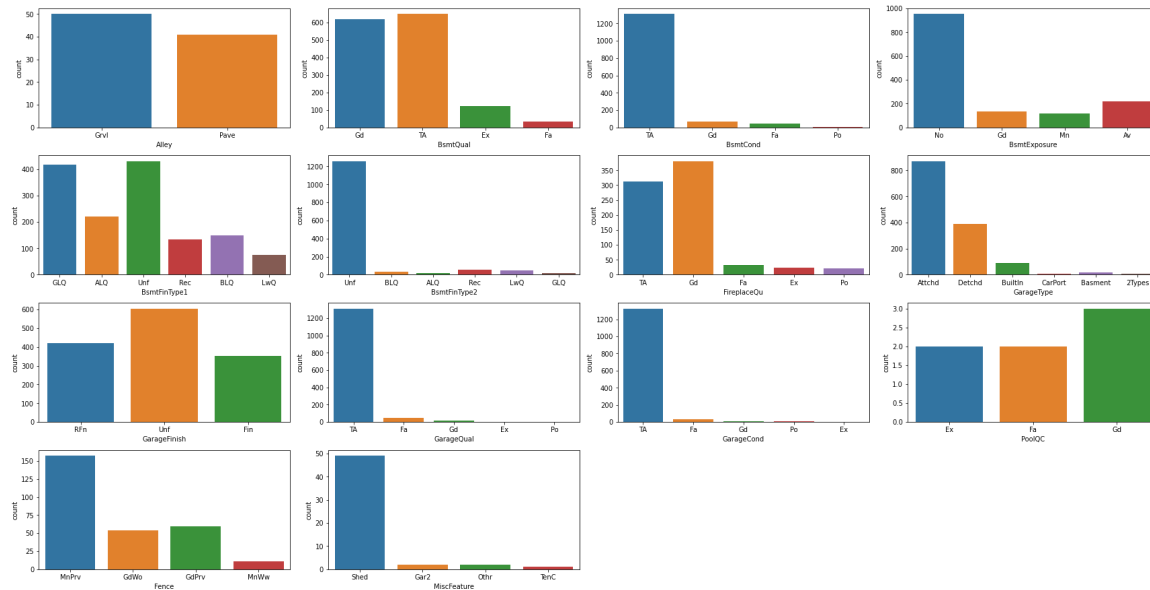 50
40
30
20
10
0
count
Grvl Pave
Alley
600
500
400
300
200
100
0
count
Gd TA Ex Fa
BsmtQual
1200
1000
800
600
400
200
0
count
TA Gd Fa Po
BsmtCond
1000
800
600
400
200
0
count
No Gd Mn Av
BsmtExposure
400
300
200
100
0
count
GLQ ALQ Unf Rec BLQ LwQ
BsmtFinType1
1200
1000
800
600
400
200
0
count
Unf BLQ ALQ Rec LwQ GLQ
BsmtFinType2
350
300
250
200
150
100
50
0
count
TA Gd Fa Ex Po
FireplaceQu
800
600
400
200
0
count
Attchd Detchd BuiltIn CarPort Basment 2Types
GarageType
600
500
400
300
200
100
0
count
RFn Unf Fin
GarageFinish
1200
1000
800
600
400
200
0
count
TA Fa Gd Ex Po
GarageQual
1200
1000
800
600
400
200
0
count
TA Fa Gd Po Ex
GarageCond
3.0
2.5
2.0
1.5
1.0
0.5
0.0
count
Ex Fa Gd
PoolQC
150
125
100
75
50
25
0
count
MnPrv GdWo GdPrv MnWw
Fence
50
40
30
20
10
0
count
Shed Gar2 Othr TenC
MiscFeature